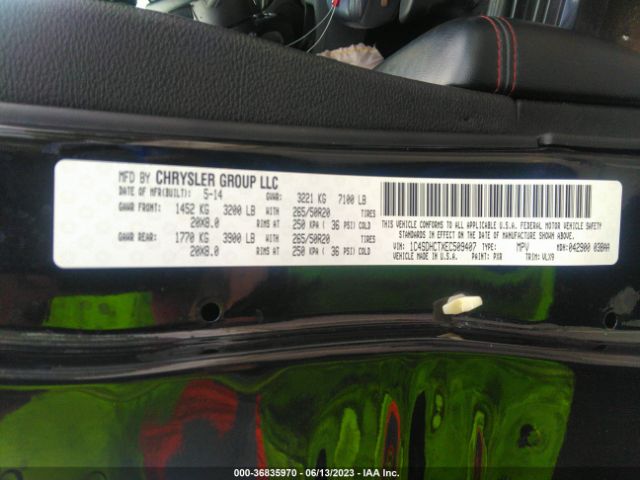 MFD BY CHRYSLER GROUP LLC
DATE OF MFR(BUILT): 5-14 GVWR: 3221 KG 7100 LB
GAWR FRONT: 1452 KG 3200 LB WITH 265/50R20 TIRES
20X8.0 RIMS AT 250 KPA ( 36 PSI) COLD
GAWR REAR: 1770 KG 3900 LB WITH 265/50R20 TIRES
20X8.0 RIMS AT 250 KPA ( 36 PSI) COLD
THIS VEHICLE CONFORMS TO ALL APPLICABLE U.S.A. FEDERAL MOTOR VEHICLE SAFETY
STANDARDS IN EFFECT ON THE DATE OF MANUFACTURE SHOWN ABOVE.
VIN: 1C4SDHCTXEC509407 TYPE: MPV MDH: 042900 038AA
VEHICLE MADE IN U.S.A. PAINT: PXR TRIM: VLX9
000-36835970 - 06/13/2023 - IAA Inc.